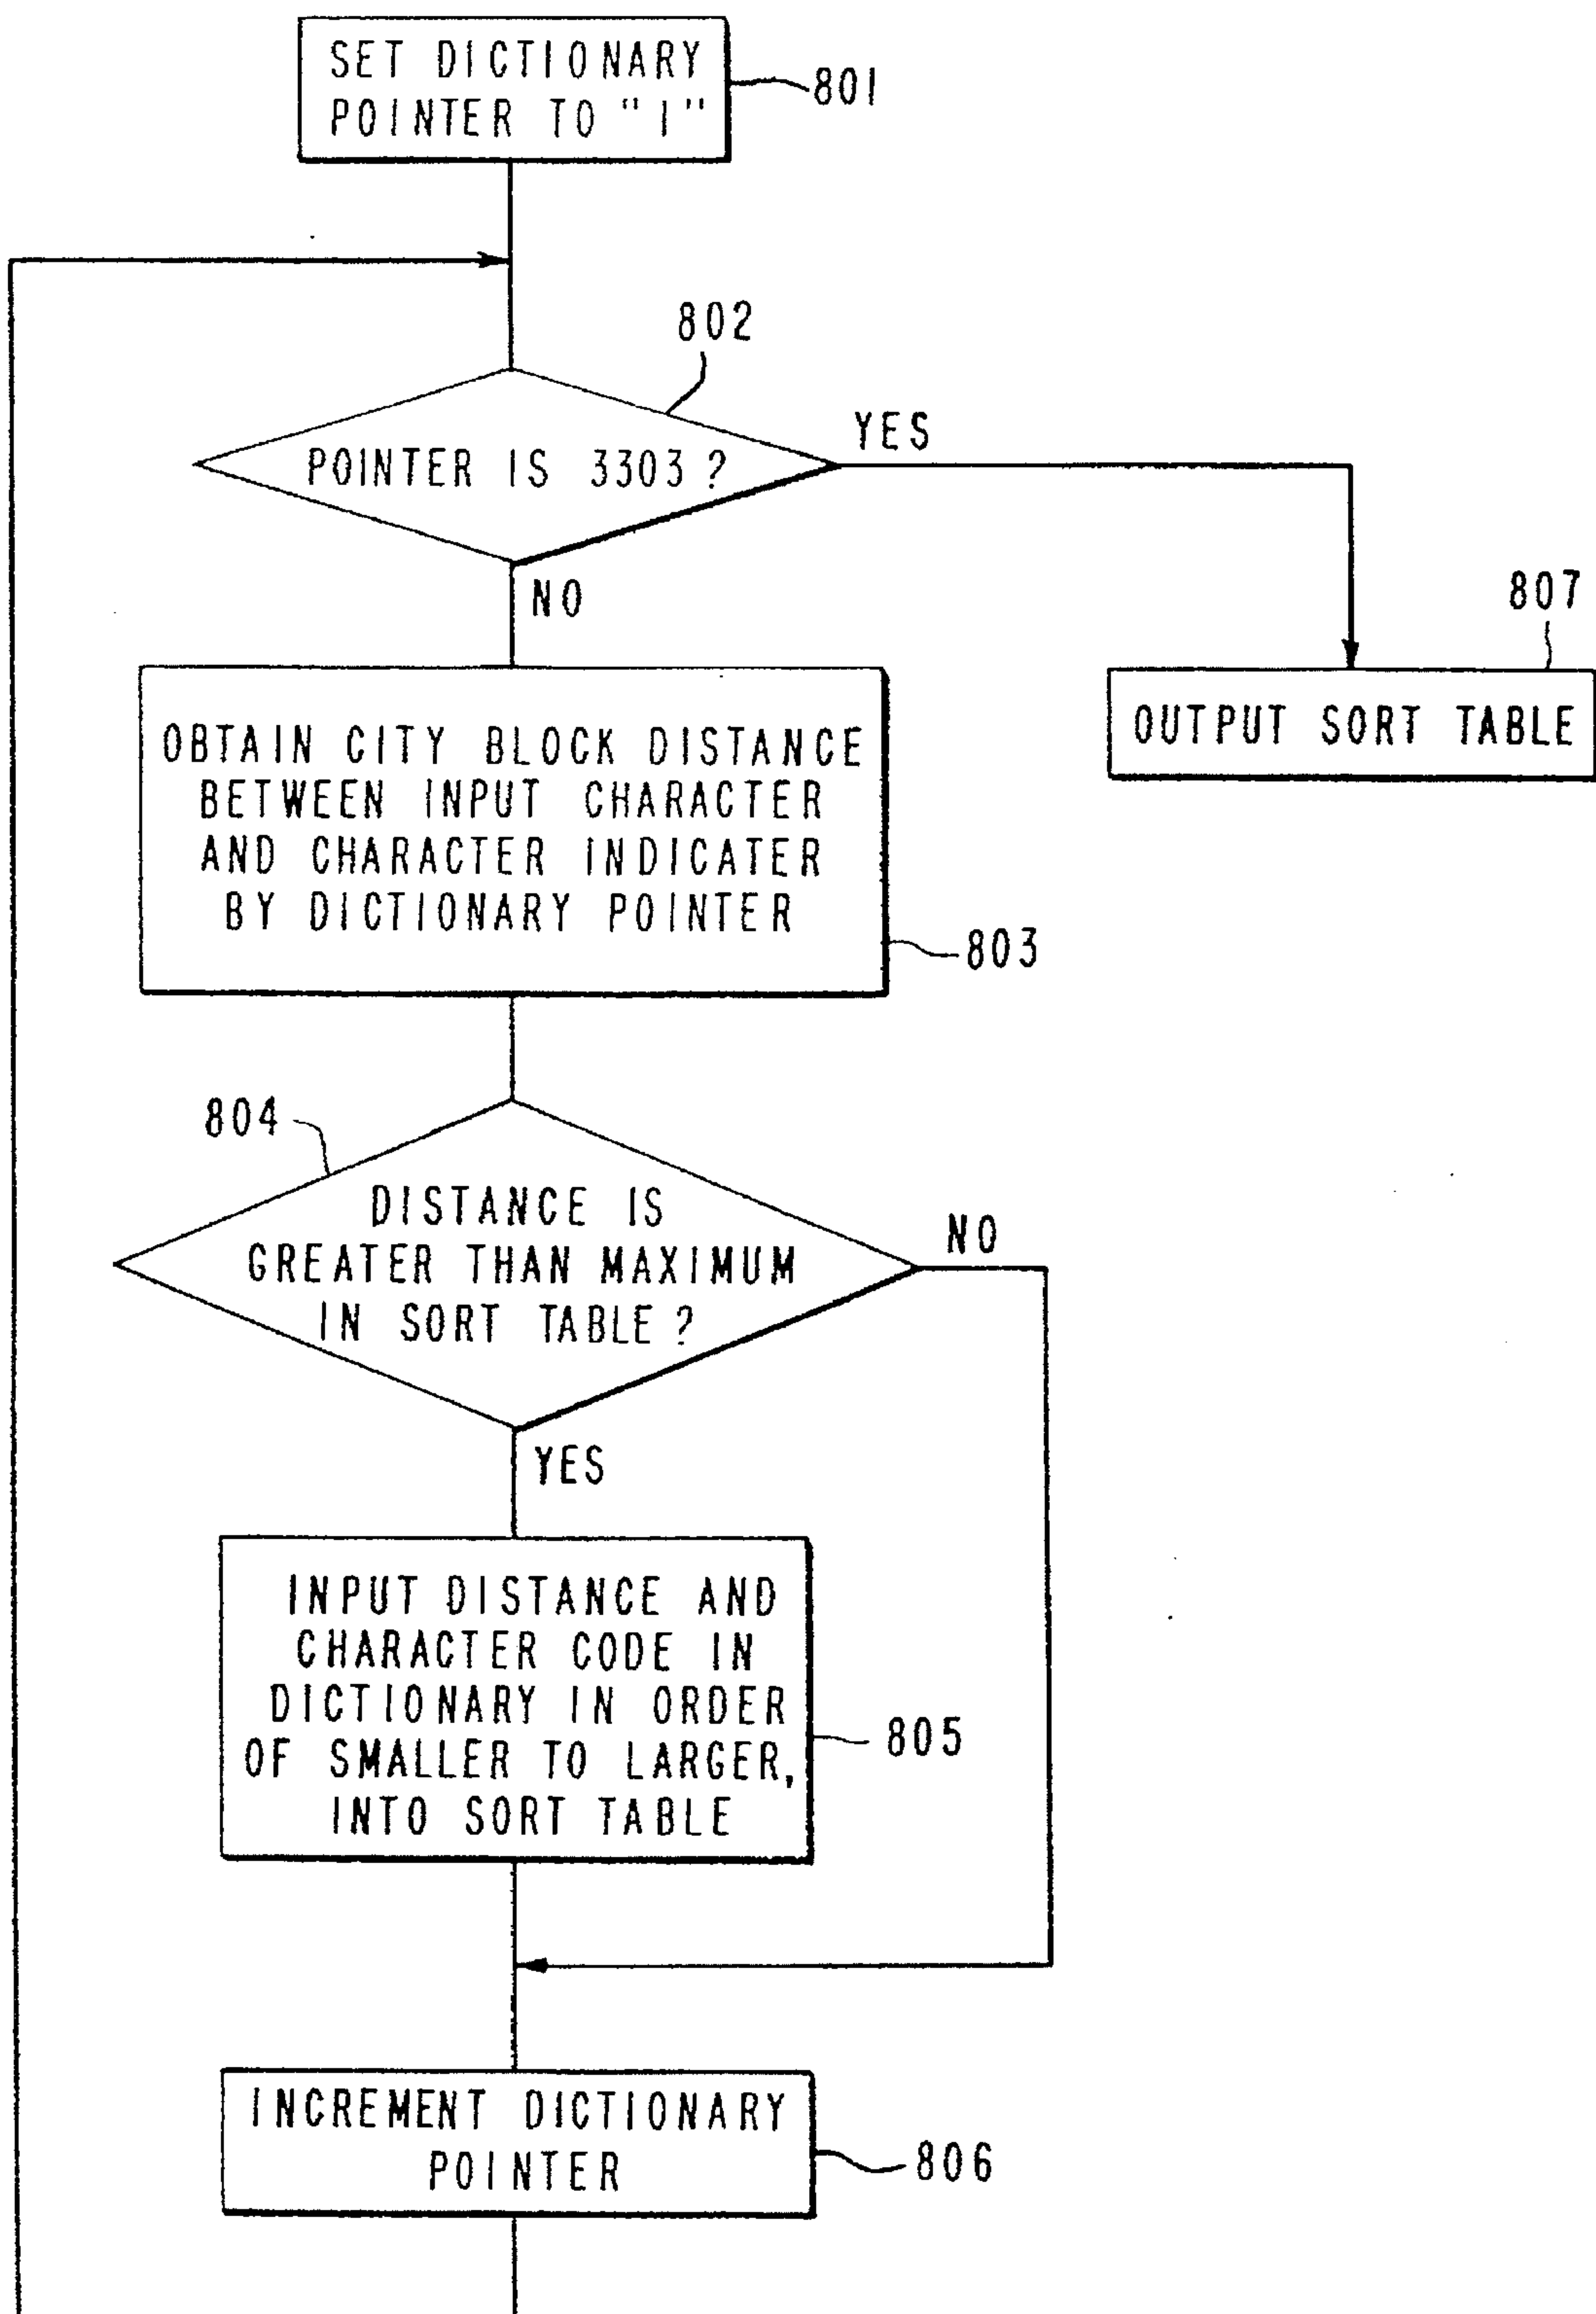 SET DICTIONARY
POINTER TO "1"
801
802
POINTER IS 3303 ?
YES
NO
807
OUTPUT SORT TABLE
OBTAIN CITY BLOCK DISTANCE
BETWEEN INPUT CHARACTER
AND CHARACTER INDICATER
BY DICTIONARY POINTER
803
804
DISTANCE IS
GREATER THAN MAXIMUM
IN SORT TABLE ?
NO
YES
INPUT DISTANCE AND
CHARACTER CODE IN
DICTIONARY IN ORDER
OF SMALLER TO LARGER,
INTO SORT TABLE
805
INCREMENT DICTIONARY
POINTER
806